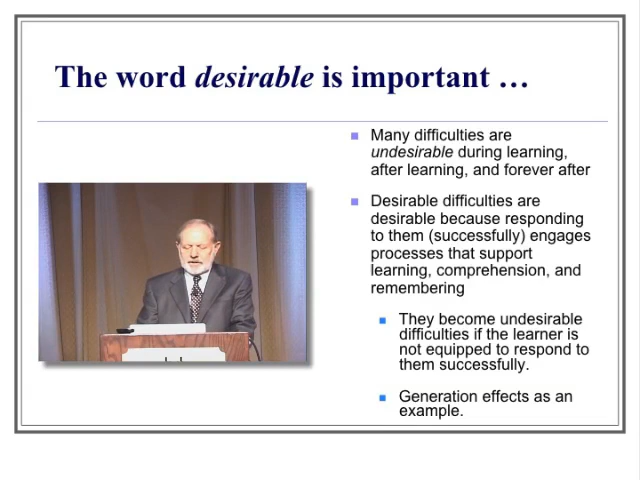 The word desirable is important …
Many difficulties are
undesirable during learning,
after learning, and forever after
Desirable difficulties are
desirable because responding
to them (successfully) engages
processes that support
learning, comprehension, and
remembering
They become undesirable
difficulties if the learner is
not equipped to respond to
them successfully.
Generation effects as an
example.